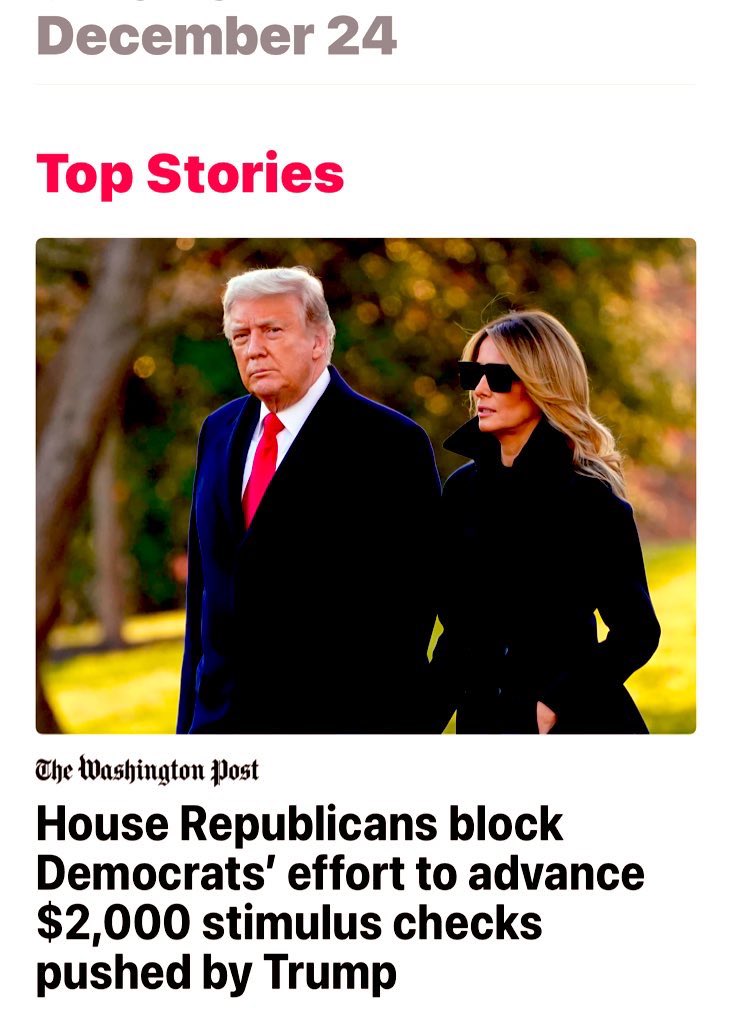 December 24
Top Stories
The Washington Post
House Republicans block
Democrats’ effort to advance
$2,000 stimulus checks
pushed by Trump